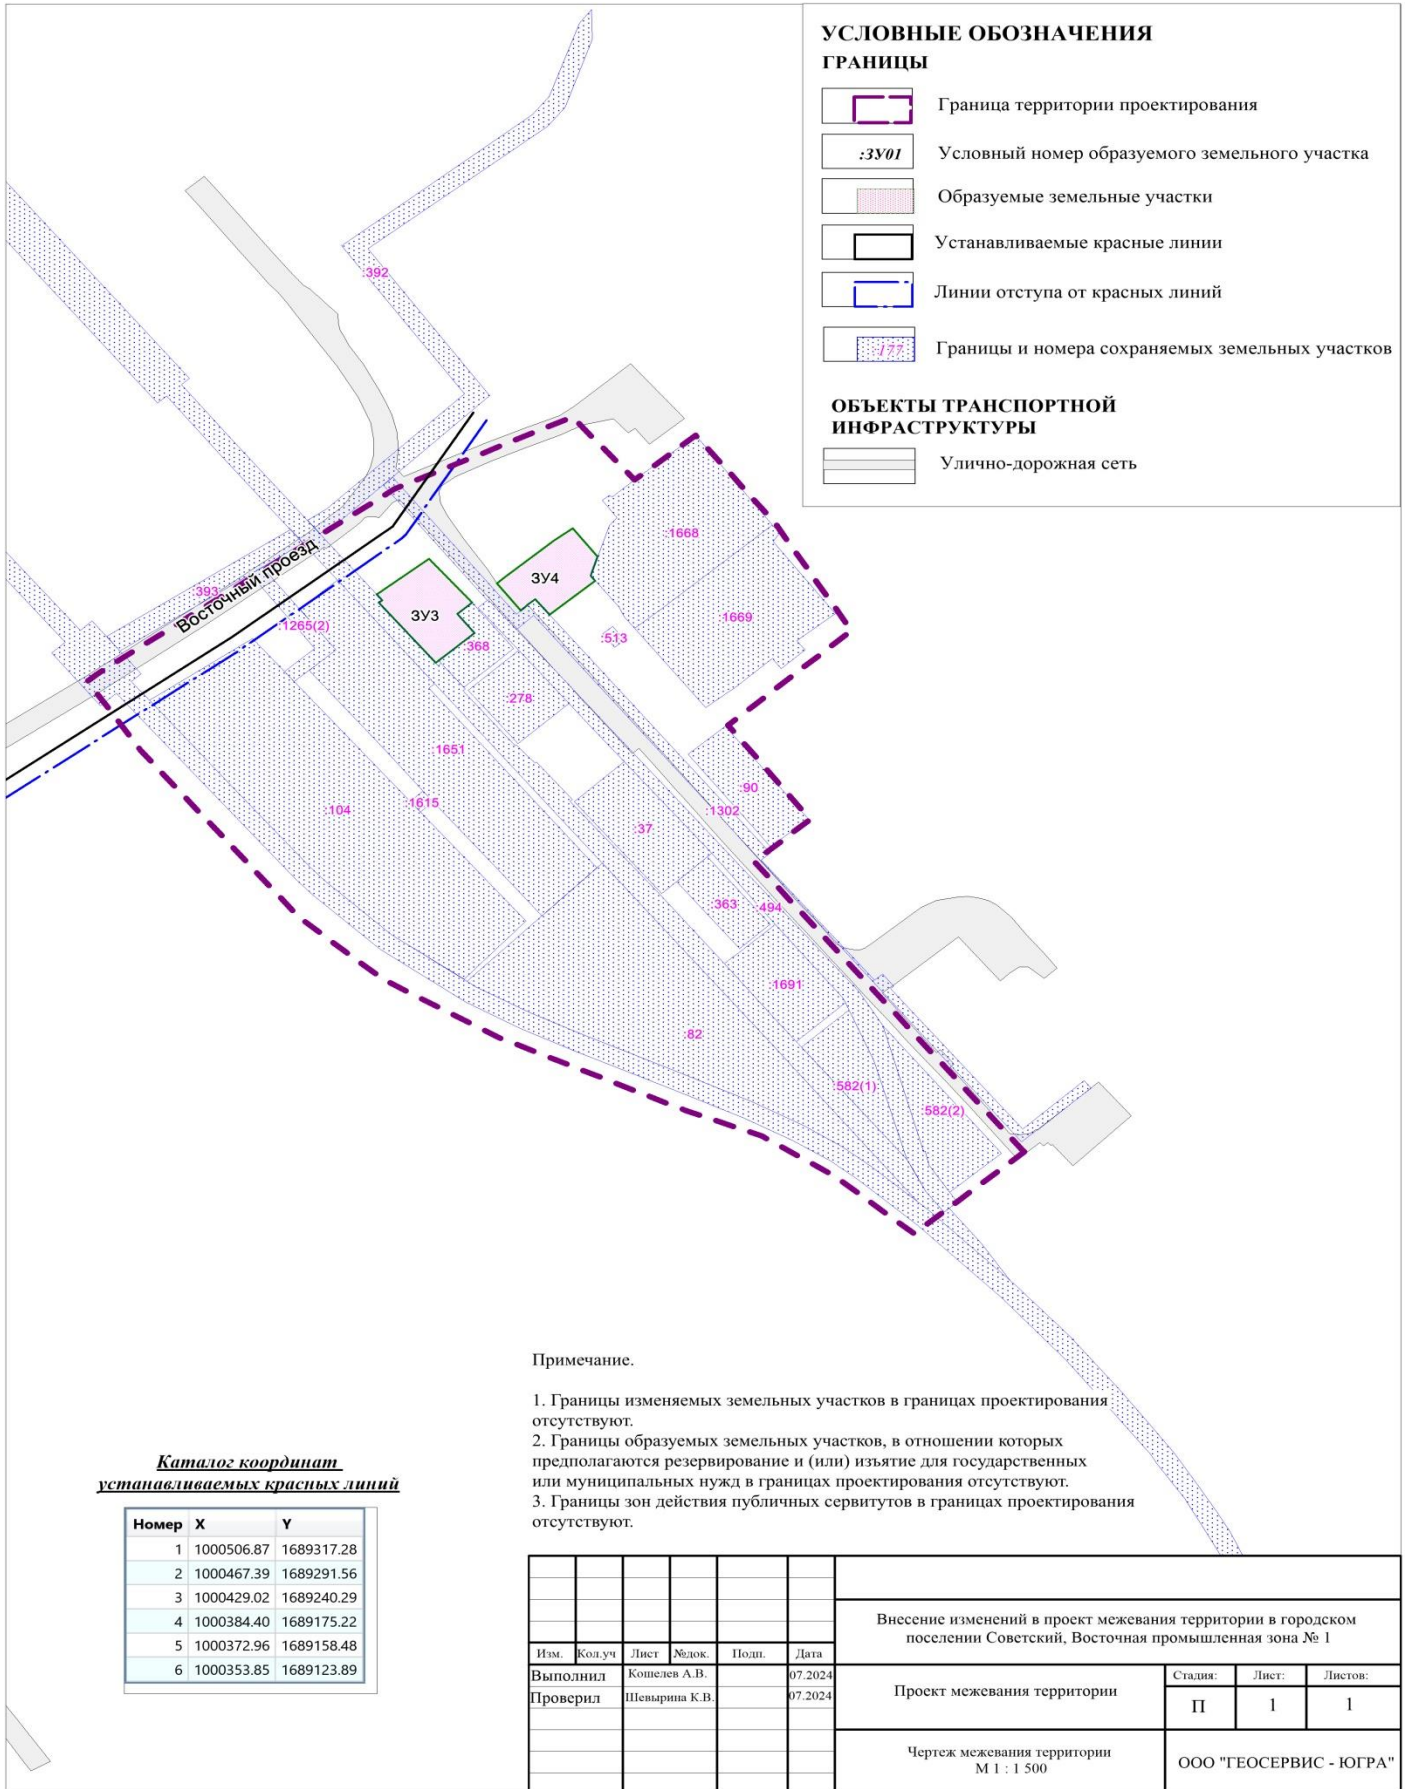 УСЛОВНЫЕ ОБОЗНАЧЕНИЯ
ГРАНИЦЫ
Граница территории проектирования
:ЗУ01 Условный номер образуемого земельного участка
Образуемые земельные участки
Устанавливаемые красные линии
Линии отступа от красных линий
:177 Границы и номера сохраняемых земельных участков
ОБЪЕКТЫ ТРАНСПОРТНОЙ
ИНФРАСТРУКТУРЫ
Улично-дорожная сеть
:392
:1668
Восточный проезд
ЗУ4
:393
ЗУ3
:1669
:1265(2)
:513
:368
:278
:1651
:90
:104
:1615
:1302
:37
:363
:494
:1691
:82
:582(1)
:582(2)
Примечание.
1. Границы изменяемых земельных участков в границах проектирования
отсутствуют.
2. Границы образуемых земельных участков, в отношении которых
предполагаются резервирование и (или) изъятие для государственных
или муниципальных нужд в границах проектирования отсутствуют.
3. Границы зон действия публичных сервитутов в границах проектирования
отсутствуют.
Каталог координат
устанавливаемых красных линий
Номер X Y
1 1000506.87 1689317.28
2 1000467.39 1689291.56
3 1000429.02 1689240.29
4 1000384.40 1689175.22
5 1000372.96 1689158.48
6 1000353.85 1689123.89
Внесение изменений в проект межевания территории в городском
поселении Советский, Восточная промышленная зона № 1
Изм. Кол.уч Лист №док. Подп. Дата
Выполнил Кошелев А.В. 07.2024
Проверил Шевырина К.В. 07.2024
Проект межевания территории
Стадия: Лист: Листов:
П 1 1
Чертеж межевания территории
М 1 : 1 500
ООО "ГЕОСЕРВИС - ЮГРА"